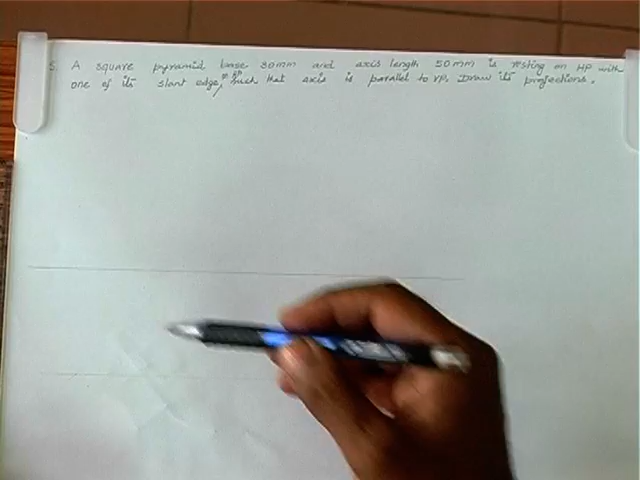 5. A square pyramid base 30mm and axis length 50mm is resting on HP with
one of its slant edge, such that axis is parallel to VP. Draw its projections.